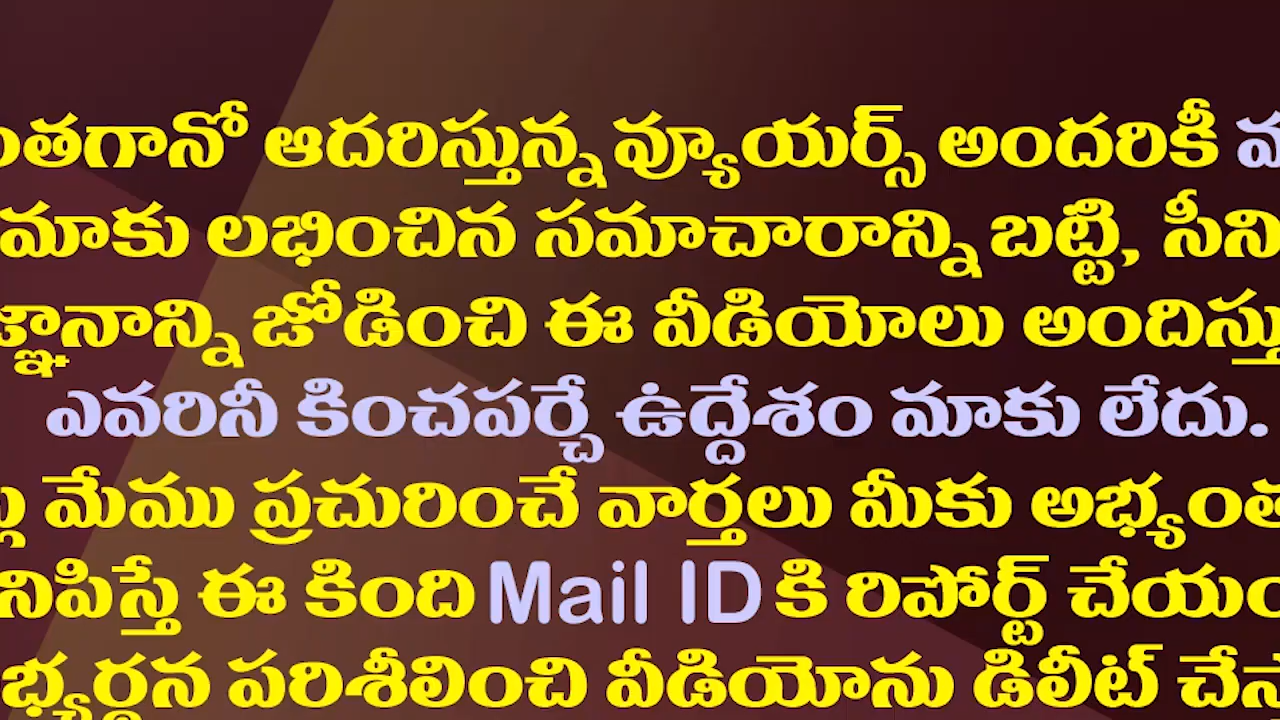 ఆదరిస్తున్న వ్యూయర్స్ అందరికీ
మాకు లభించిన సమాచారాన్ని బట్టి, సీని
జోడించి ఈ వీడియోలు
ఎవరినీ కించపర్చే ఉద్దేశం మాకు లేదు.
మేము ప్రచురించే వార్తలు మీకు
ఈ కింది Mail ID కి రిపోర్ట్
పరిశీలించి వీడియోను డిలీట్